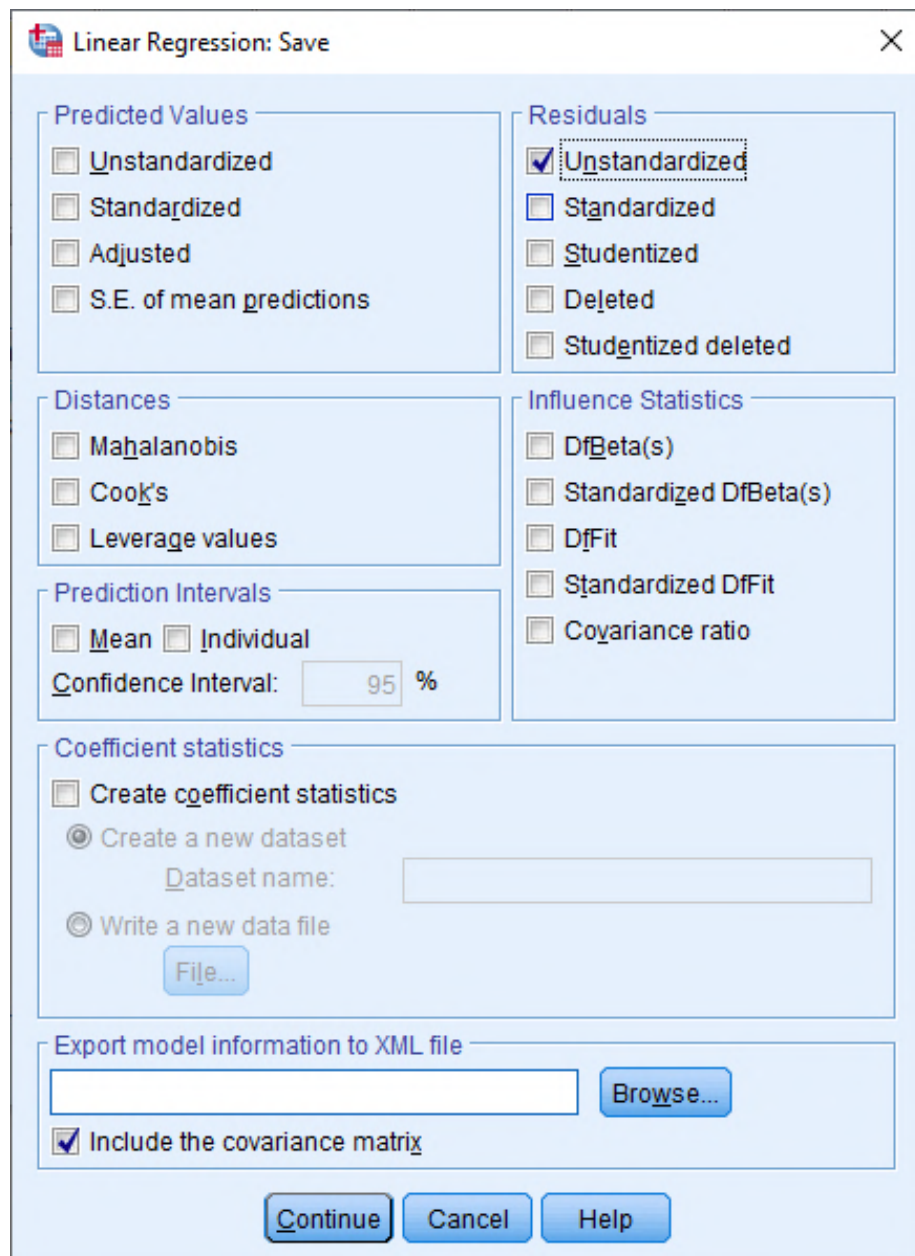 Linear Regression: Save
Predicted Values
Unstandardized
Standardized
Adjusted
S.E. of mean predictions
Residuals
Unstandardized
Standardized
Studentized
Deleted
Studentized deleted
Distances
Mahalanobis
Cook's
Leverage values
Influence Statistics
DfBeta(s)
Standardized DfBeta(s)
DfFit
Standardized DfFit
Covariance ratio
Prediction Intervals
Mean Individual
Confidence Interval: 95 %
Coefficient statistics
Create coefficient statistics
Create a new dataset
Dataset name:
Write a new data file
File...
Export model information to XML file
Browse...
Include the covariance matrix
Continue Cancel Help